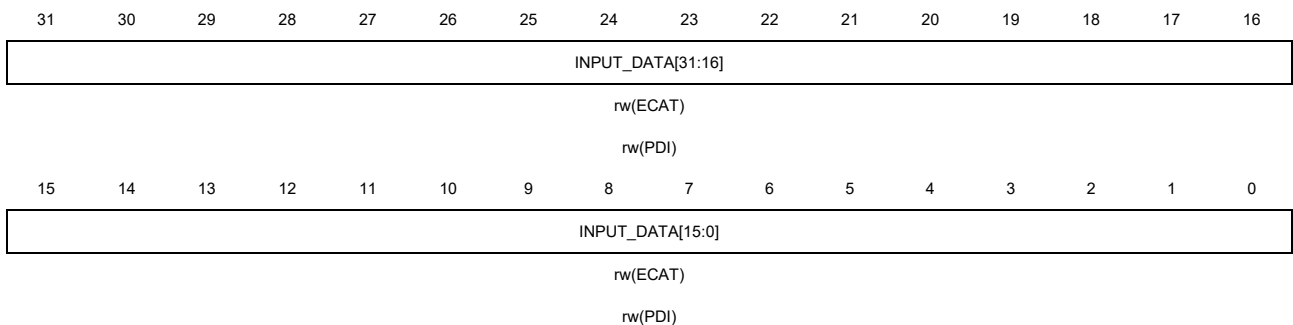 31 30 29 28 27 26 25 24 23 22 21 20 19 18 17 16
INPUT_DATA[31:16]
rw(ECAT)
rw(PDI)
15 14 13 12 11 10 9 8 7 6 5 4 3 2 1 0
INPUT_DATA[15:0]
rw(ECAT)
rw(PDI)